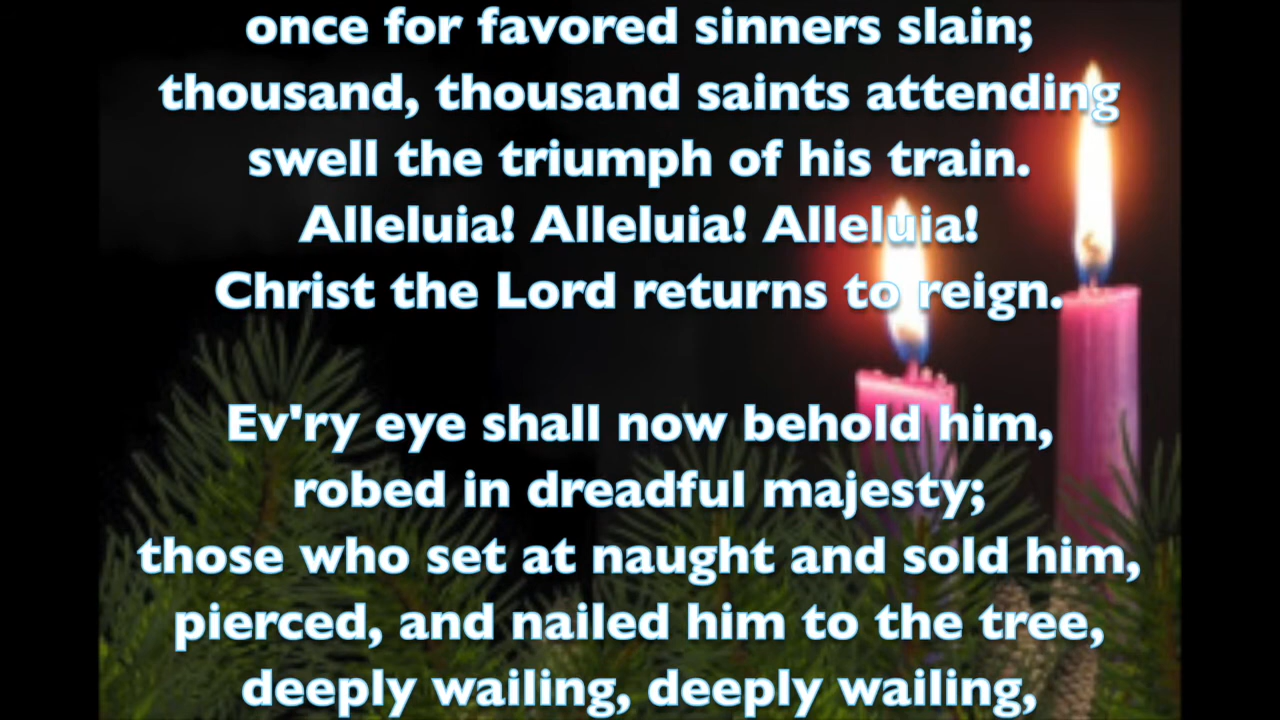 once for favored sinners slain;
thousand, thousand saints attending
swell the triumph of his train.
Alleluia! Alleluia! Alleluia!
Christ the Lord returns to reign.
Ev'ry eye shall now behold him,
robed in dreadful majesty;
those who set at naught and sold him,
pierced, and nailed him to the tree,
deeply wailing, deeply wailing,